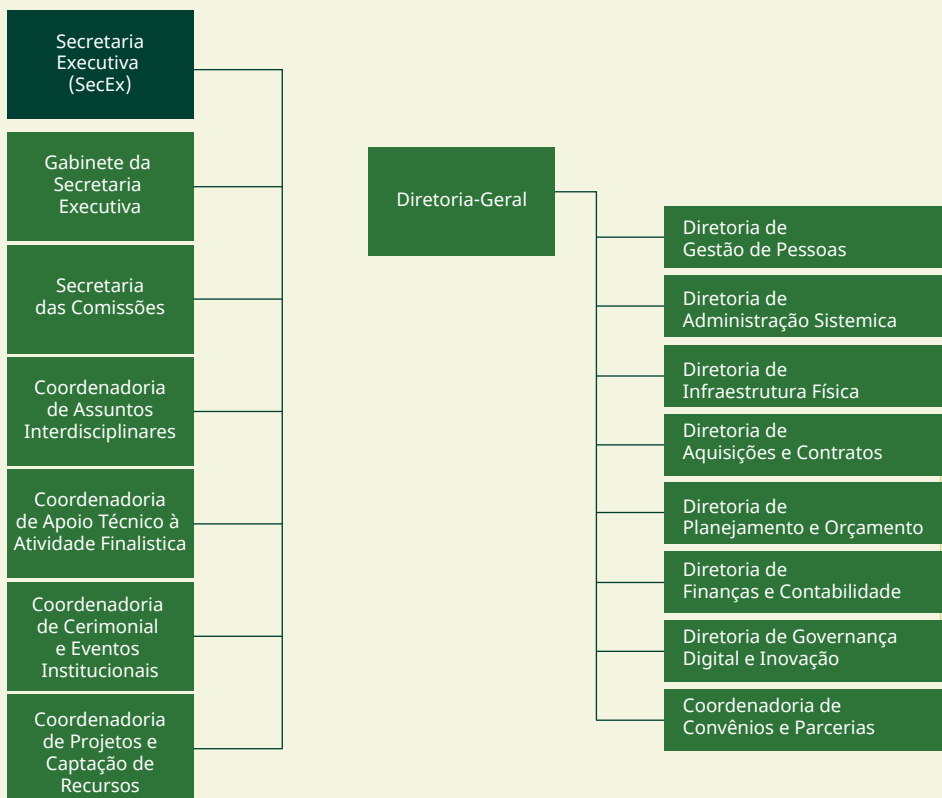 Secretaria
Executiva
(SecEx)
Gabinete da
Secretaria
Executiva
Secretaria
das Comissões
Coordenadoria
de Assuntos
Interdisciplinares
Coordenadoria
de Apoio Técnico à
Atividade Finalistica
Coordenadoria
de Cerimonial
e Eventos
Institucionais
Coordenadoria
de Projetos e
Captação de
Recursos
Diretoria-Geral
Diretoria de
Gestão de Pessoas
Diretoria de
Administração Sistemica
Diretoria de
Infraestrutura Física
Diretoria de
Aquisições e Contratos
Diretoria de
Planejamento e Orçamento
Diretoria de
Finanças e Contabilidade
Diretoria de Governança
Digital e Inovação
Coordenadoria de
Convênios e Parcerias